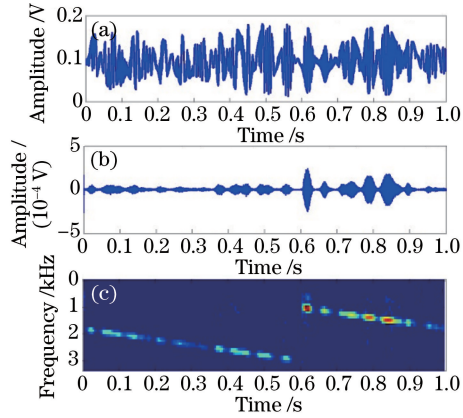 (a)
Amplitude /V
0.2
0.1
0
0 0.1 0.2 0.3 0.4 0.5 0.6 0.7 0.8 0.9 1.0
Time /s
(b)
Amplitude /
(10⁻⁴ V)
5
0
−5
0 0.1 0.2 0.3 0.4 0.5 0.6 0.7 0.8 0.9 1.0
Time /s
(c)
Frequency /kHz
0
1
2
3
0 0.1 0.2 0.3 0.4 0.5 0.6 0.7 0.8 0.9 1.0
Time /s